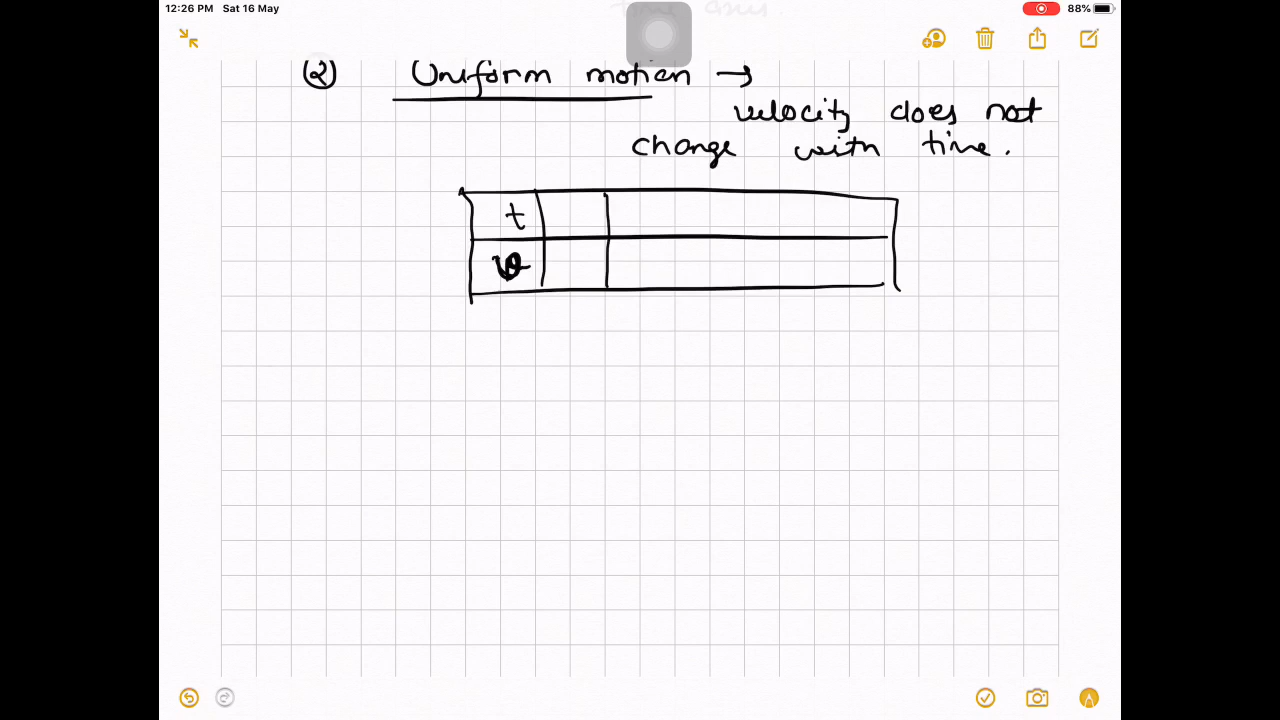 12:26 PM Sat 16 May 88%
(2) Uniform motion →
velocity does not
change with time.
t
v